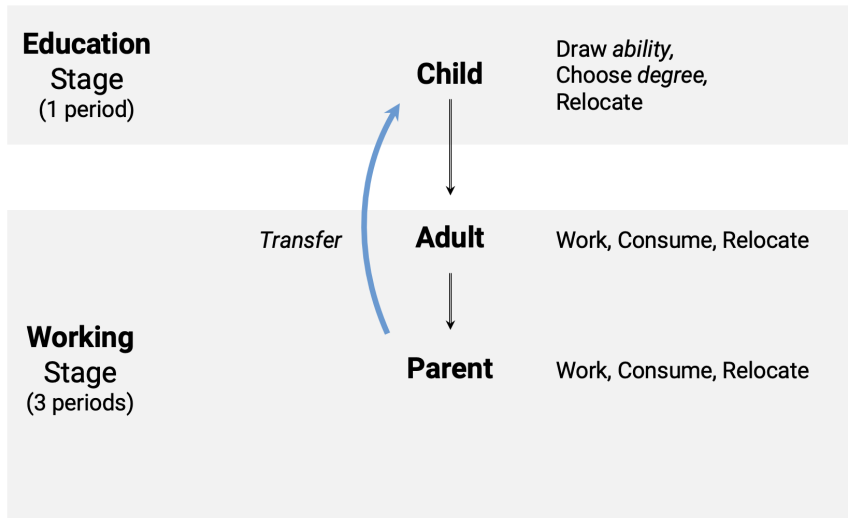 Education
Stage
(1 period)
Child
Draw ability,
Choose degree,
Relocate
Transfer
Adult
Work, Consume, Relocate
Working
Stage
(3 periods)
Parent
Work, Consume, Relocate